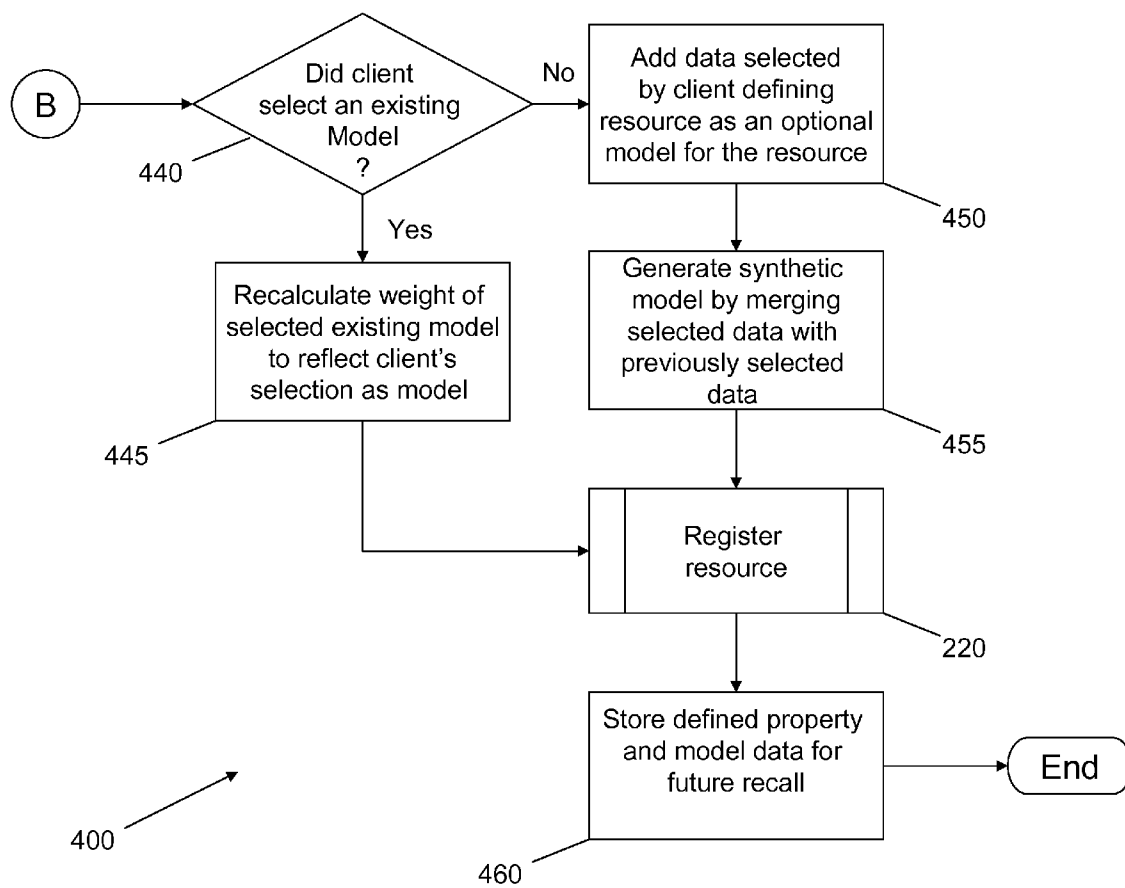 B
Did client
select an existing
Model
?
440
No
Yes
Add data selected
by client defining
resource as an optional
model for the resource
450
Recalculate weight of
selected existing model
to reflect client's
selection as model
445
Generate synthetic
model by merging
selected data with
previously selected
data
455
Register
resource
220
Store defined property
and model data for
future recall
460
End
400